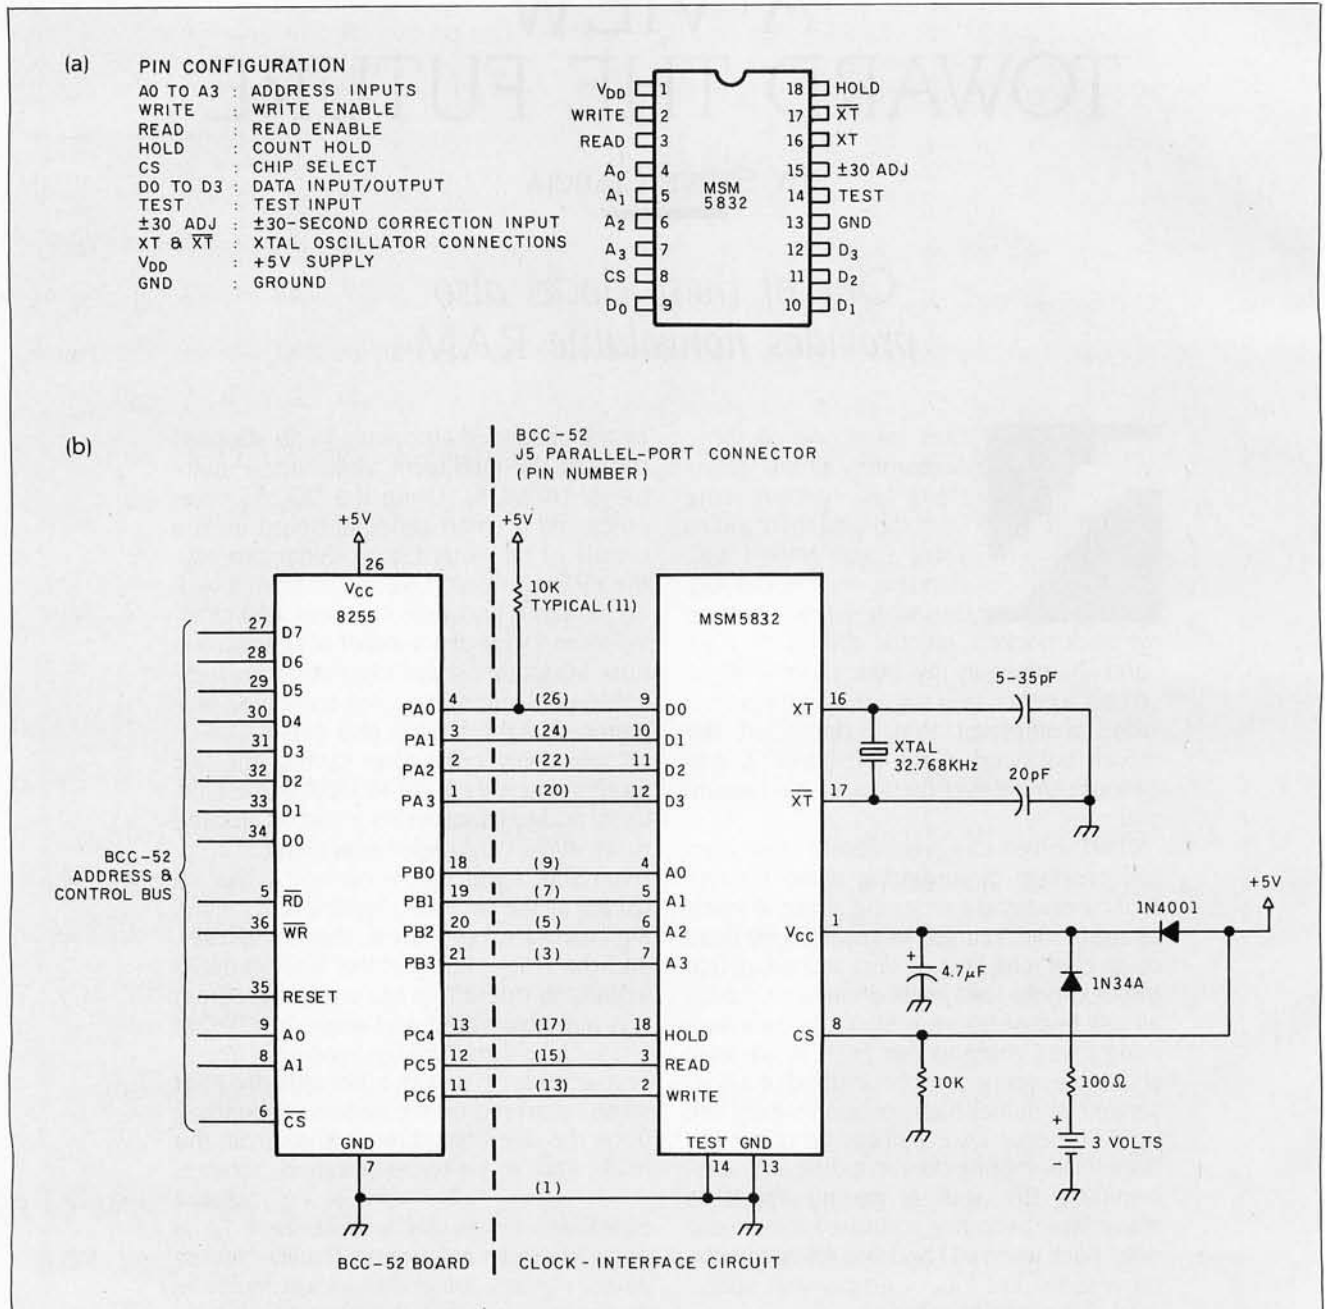 (a)
PIN CONFIGURATION
A0 TO A3 : ADDRESS INPUTS
WRITE : WRITE ENABLE
READ : READ ENABLE
HOLD : COUNT HOLD
CS : CHIP SELECT
D0 TO D3 : DATA INPUT/OUTPUT
TEST : TEST INPUT
±30 ADJ : ±30-SECOND CORRECTION INPUT
XT & X̅T̅ : XTAL OSCILLATOR CONNECTIONS
VDD : +5V SUPPLY
GND : GROUND
VDD 1 18 HOLD
WRITE 2 17 X̅T
READ 3 16 XT
A0 4 15 ±30 ADJ
A1 5 14 TEST
MSM
5832
A2 6 13 GND
A3 7 12 D3
CS 8 11 D2
D0 9 10 D1
(b)
BCC-52
J5 PARALLEL-PORT CONNECTOR
(PIN NUMBER)
+5V
+5V
26
VCC
8255
10K
TYPICAL (11)
MSM5832
27 D7
28 D6
29 D5
30 D4
31 D3
32 D2
33 D1
34 D0
BCC-52
ADDRESS &
CONTROL BUS
5 R̅D̅
36 W̅R̅
35 RESET
9 A0
8 A1
6 C̅S̅
PA0 4 (26) 9 D0
PA1 3 (24) 10 D1
PA2 2 (22) 11 D2
PA3 1 (20) 12 D3
PB0 18 (9) 4 A0
PB1 19 (7) 5 A1
PB2 20 (5) 6 A2
PB3 21 (3) 7 A3
PC4 13 (17) 18 HOLD
PC5 12 (15) 3 READ
PC6 11 (13) 2 WRITE
XT 16 5-35pF
XTAL
32.768KHz
X̅T̅ 17 20pF
+5V
VCC 1 1N4001
+ 4.7µF
1N34A
CS 8
10K
100Ω
+ 3 VOLTS
-
GND
7
TEST GND
14 13
(1)
BCC-52 BOARD
CLOCK-INTERFACE CIRCUIT